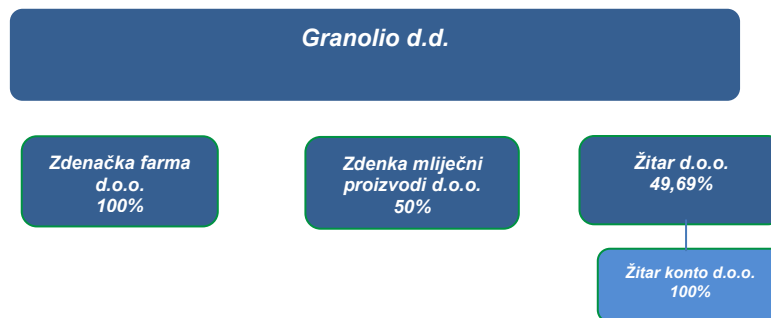 Granolio d.d.
Zdenačka farma
d.o.o.
100%
Zdenka mliječni
proizvodi d.o.o.
50%
Žitar d.o.o.
49,69%
Žitar konto d.o.o.
100%